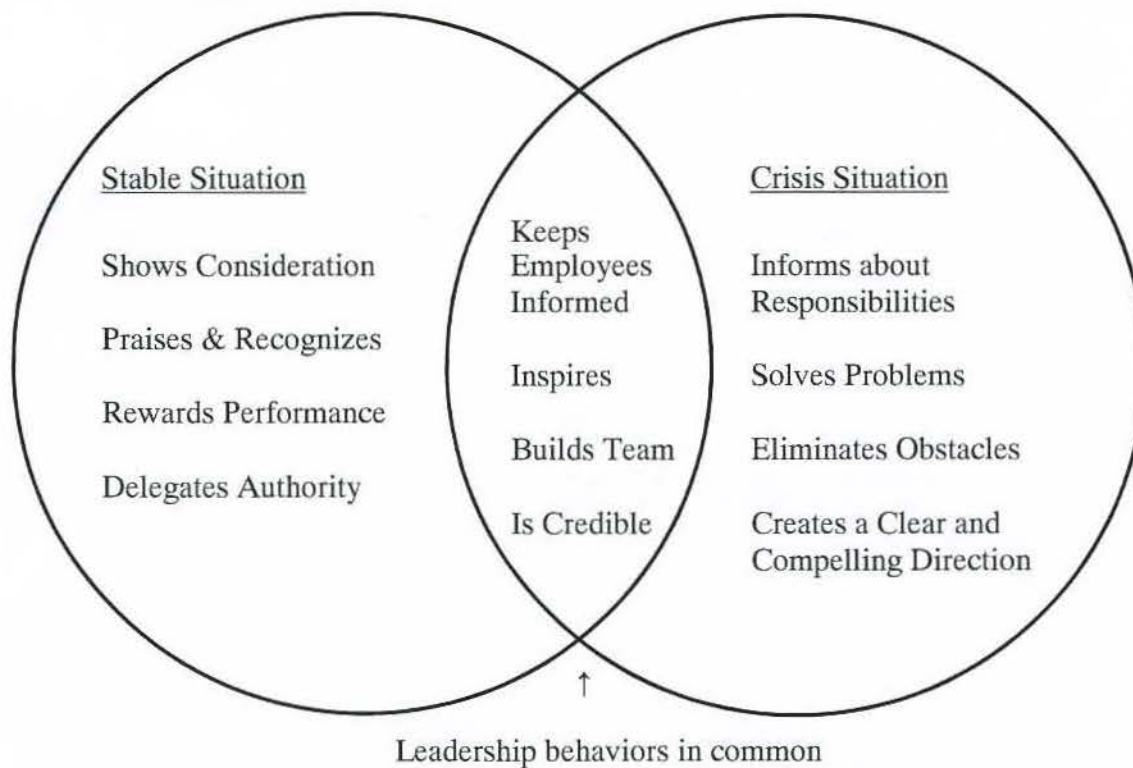 Stable Situation
Shows Consideration
Praises & Recognizes
Rewards Performance
Delegates Authority
Keeps
Employees
Informed
Inspires
Builds Team
Is Credible
Crisis Situation
Informs about
Responsibilities
Solves Problems
Eliminates Obstacles
Creates a Clear and
Compelling Direction
↑
Leadership behaviors in common